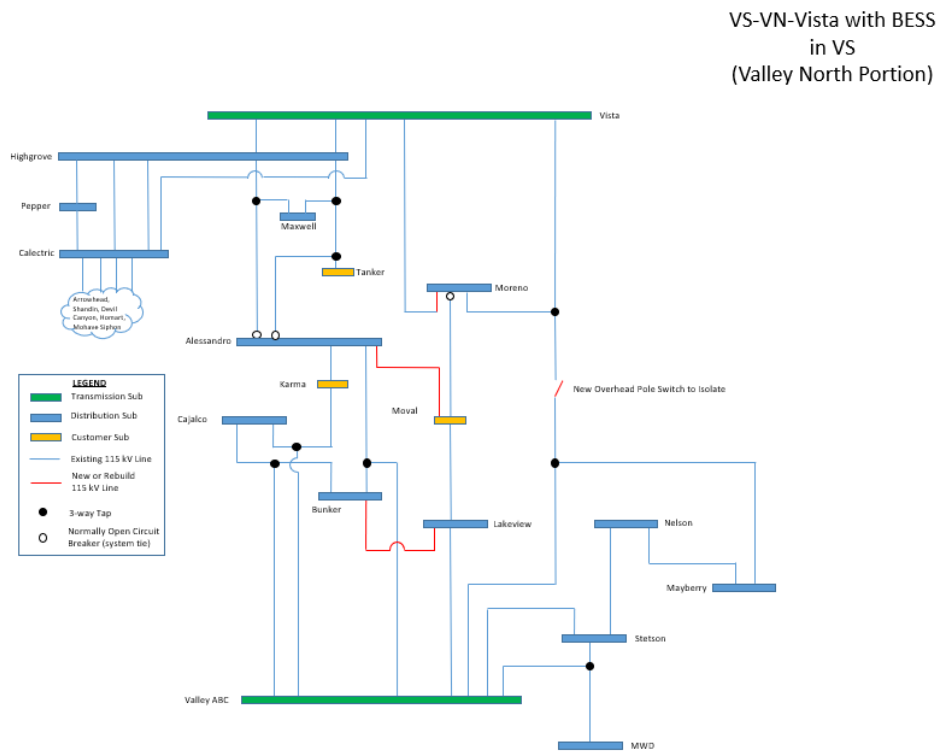 VS-VN-Vista with BESS
in VS
(Valley North Portion)
Vista
Highgrove
Pepper
Maxwell
Calectric
Tanker
Moreno
Arrowhead,
Shandin, Devil
Canyon, Homart,
Mohave Siphon
Alessandro
Karma
New Overhead Pole Switch to Isolate
LEGEND
Transmission Sub
Distribution Sub
Customer Sub
Existing 115 kV Line
New or Rebuild
115 kV Line
3-way Tap
Normally Open Circuit
Breaker (system tie)
Cajalco
Moval
Bunker
Lakeview
Nelson
Mayberry
Stetson
Valley ABC
MWD